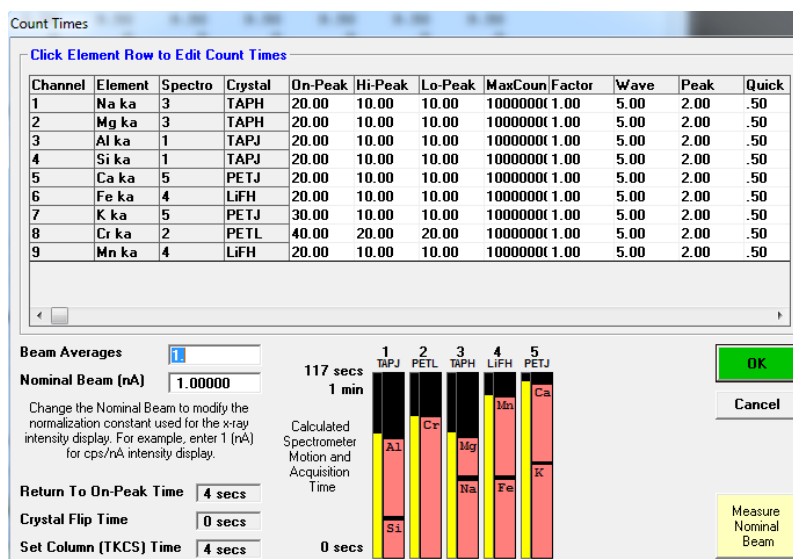 Count Times
Click Element Row to Edit Count Times
Channel Element Spectro Crystal On-Peak Hi-Peak Lo-Peak MaxCoun Factor Wave Peak Quick
1 Na ka 3 TAPH 20.00 10.00 10.00 1000000( 1.00 5.00 2.00 .50
2 Mg ka 3 TAPH 20.00 10.00 10.00 1000000( 1.00 5.00 2.00 .50
3 Al ka 1 TAPJ 20.00 10.00 10.00 1000000( 1.00 5.00 2.00 .50
4 Si ka 1 TAPJ 20.00 10.00 10.00 1000000( 1.00 5.00 2.00 .50
5 Ca ka 5 PETJ 20.00 10.00 10.00 1000000( 1.00 5.00 2.00 .50
6 Fe ka 4 LiFH 20.00 10.00 10.00 1000000( 1.00 5.00 2.00 .50
7 K ka 5 PETJ 30.00 10.00 10.00 1000000( 1.00 5.00 2.00 .50
8 Cr ka 2 PETL 40.00 20.00 20.00 1000000( 1.00 5.00 2.00 .50
9 Mn ka 4 LiFH 20.00 10.00 10.00 1000000( 1.00 5.00 2.00 .50
Beam Averages 1.
Nominal Beam (nA) 1.00000
Change the Nominal Beam to modify the
normalization constant used for the x-ray
intensity display. For example, enter 1 (nA)
for cps/nA intensity display.
Return To On-Peak Time 4 secs
Crystal Flip Time 0 secs
Set Column (TKCS) Time 4 secs
117 secs
1 min
Calculated
Spectrometer
Motion and
Acquisition
Time
0 secs
1 2 3 4 5
TAPJ PETL TAPH LiFH PETJ
Al
Si
Cr
Mg
Na
Mn
Fe
Ca
K
OK
Cancel
Measure
Nominal
Beam